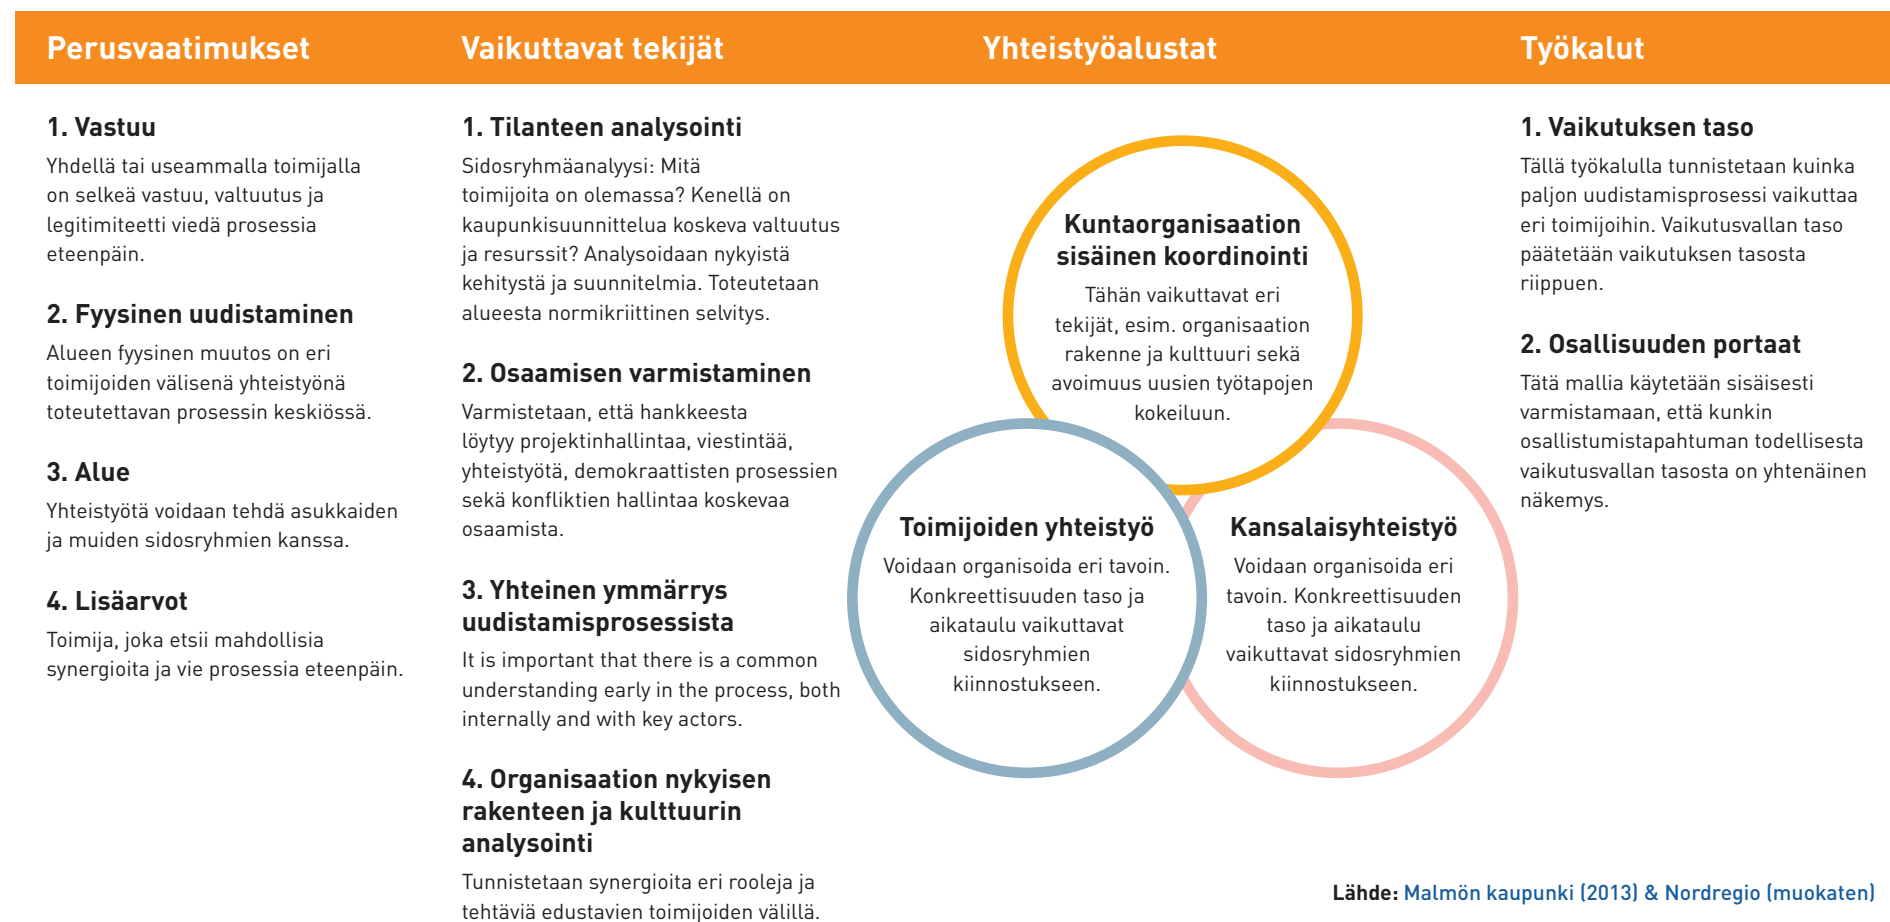 Perusvaatimukset
Vaikuttavat tekijät
Yhteistyöalustat
Työkalut
1. Vastuu
Yhdellä tai useammalla toimijalla
on selkeä vastuu, valtuutus ja
legitimiteetti viedä prosessia
eteenpäin.
2. Fyysinen uudistaminen
Alueen fyysinen muutos on eri
toimijoiden välisenä yhteistyönä
toteutettavan prosessin keskiössä.
3. Alue
Yhteistyötä voidaan tehdä asukkaiden
ja muiden sidosryhmien kanssa.
4. Lisäarvot
Toimija, joka etsii mahdollisia
synergioita ja vie prosessia eteenpäin.
1. Tilanteen analysointi
Sidosryhmäanalyysi: Mitä
toimijoita on olemassa? Kenellä on
kaupunkisuunnittelua koskeva valtuutus
ja resurssit? Analysoidaan nykyistä
kehitystä ja suunnitelmia. Toteutetaan
alueesta normikriittinen selvitys.
2. Osaamisen varmistaminen
Varmistetaan, että hankkeesta
löytyy projektinhallintaa, viestintää,
yhteistyötä, demokraattisten prosessien
sekä konfliktien hallintaa koskevaa
osaamista.
3. Yhteinen ymmärrys
uudistamisprosessista
It is important that there is a common
understanding early in the process, both
internally and with key actors.
4. Organisaation nykyisen
rakenteen ja kulttuurin
analysointi
Tunnistetaan synergioita eri rooleja ja
tehtäviä edustavien toimijoiden välillä.
Kuntaorganisaation
sisäinen koordinointi
Tähän vaikuttavat eri
tekijät, esim. organisaation
rakenne ja kulttuuri sekä
avoimuus uusien työtapojen
kokeiluun.
Toimijoiden yhteistyö
Voidaan organisoida eri tavoin.
Konkreettisuuden taso ja
aikataulu vaikuttavat
sidosryhmien
kiinnostukseen.
Kansalaisyhteistyö
Voidaan organisoida eri
tavoin. Konkreettisuuden
taso ja aikataulu
vaikuttavat sidosryhmien
kiinnostukseen.
1. Vaikutuksen taso
Tällä työkalulla tunnistetaan kuinka
paljon uudistamisprosessi vaikuttaa
eri toimijoihin. Vaikutusvallan taso
päätetään vaikutuksen tasosta
riippuen.
2. Osallisuuden portaat
Tätä mallia käytetään sisäisesti
varmistamaan, että kunkin
osallistumistapahtuman todellisesta
vaikutusvallan tasosta on yhtenäinen
näkemys.
Lähde: Malmön kaupunki (2013) & Nordregio (muokaten)